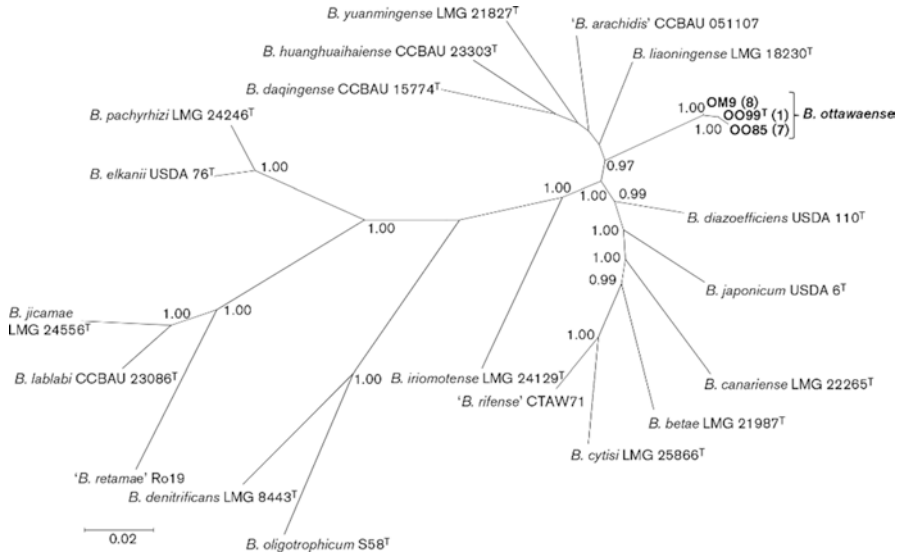 B. yuanmingense LMG 21827ᵀ
'B. arachidis' CCBAU 051107
B. huanghuaihaiense CCBAU 23303ᵀ
B. liaoningense LMG 18230ᵀ
B. daqingense CCBAU 15774ᵀ
B. pachyrhizi LMG 24246ᵀ
1.00 OM9 (8)
OO99ᵀ (1) B. ottawaense
1.00 OO85 (7)
1.00
0.97
B. elkanii USDA 76ᵀ
1.00
1.00
0.99
B. diazoefficiens USDA 110ᵀ
1.00
1.00
1.00
0.99
B. japonicum USDA 6ᵀ
B. jicamae
LMG 24556ᵀ
1.00
1.00
1.00
B. lablabi CCBAU 23086ᵀ
1.00
B. iriomotense LMG 24129ᵀ
B. canariense LMG 22265ᵀ
'B. rifense' CTAW71
B. betae LMG 21987ᵀ
B. cytisi LMG 25866ᵀ
'B. retamae' Ro19
B. denitrificans LMG 8443ᵀ
0.02
B. oligotrophicum S58ᵀ